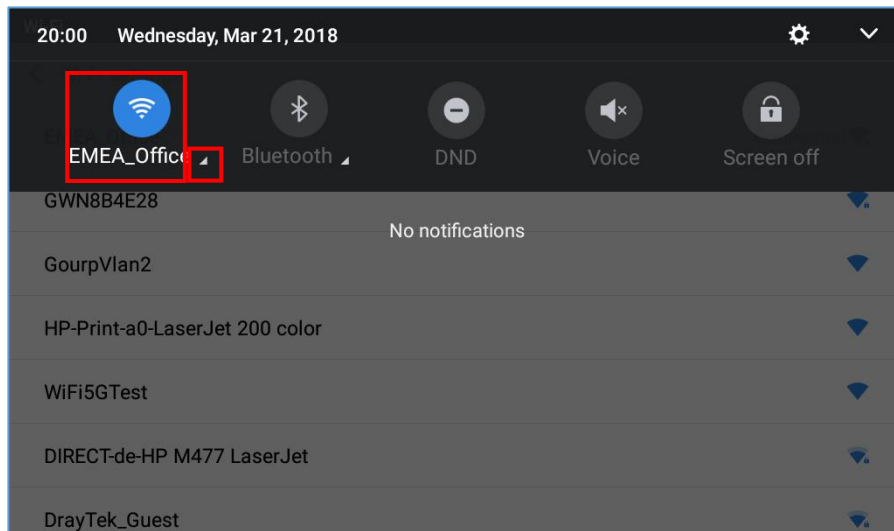 20:00 Wednesday, Mar 21, 2018
EMEA_Office Bluetooth DND Voice Screen off
GWN8B4E28
No notifications
GourpVlan2
HP-Print-a0-LaserJet 200 color
WiFi5GTest
DIRECT-de-HP M477 LaserJet
DrayTek_Guest